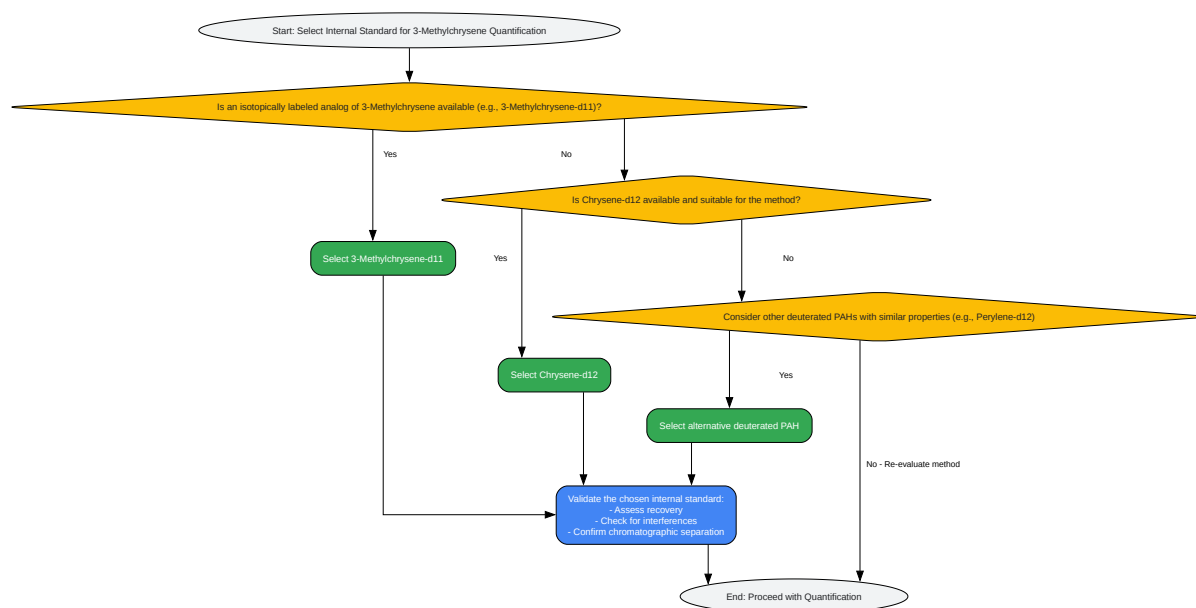 Start: Select Internal Standard for 3-Methylchrysene Quantification
Is an isotopically labeled analog of 3-Methylchrysene available (e.g., 3-Methylchrysene-d11)?
Yes
No
Is Chrysene-d12 available and suitable for the method?
Select 3-Methylchrysene-d11
Yes
No
Consider other deuterated PAHs with similar properties (e.g., Perylene-d12)
Select Chrysene-d12
Yes
Select alternative deuterated PAH
No - Re-evaluate method
Validate the chosen internal standard:
- Assess recovery
- Check for interferences
- Confirm chromatographic separation
End: Proceed with Quantification